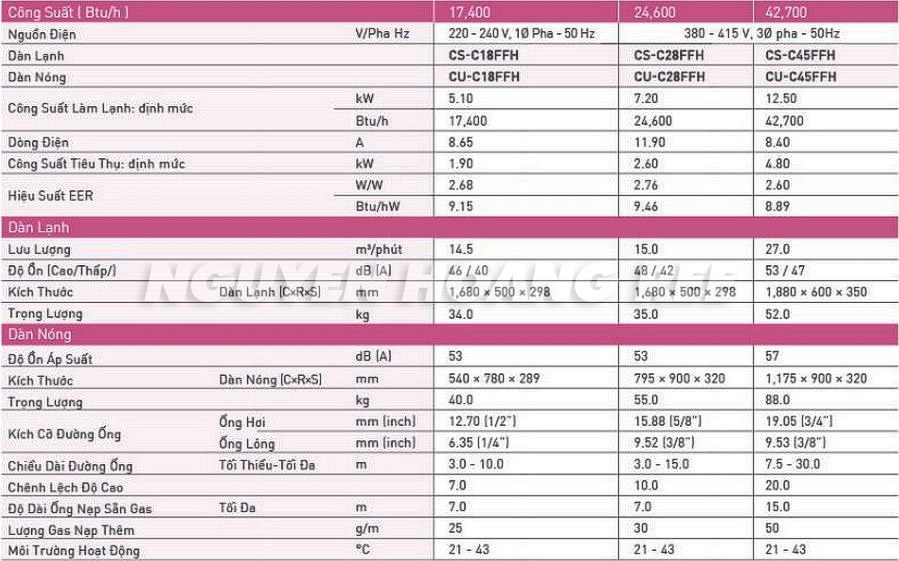 Công Suất ( Btu/h ) 17,400 24,600 42,700
Nguồn Điện V/Pha Hz 220 - 240 V, 1Ø Pha - 50 Hz 380 - 415 V, 3Ø pha - 50Hz
Dàn Lạnh CS-C18FFH CS-C28FFH CS-C45FFH
Dàn Nóng CU-C18FFH CU-C28FFH CU-C45FFH
Công Suất Làm Lạnh: định mức kW 5.10 7.20 12.50
Btu/h 17,400 24,600 42,700
Dòng Điện A 8.65 11.90 8.40
Công Suất Tiêu Thụ: định mức kW 1.90 2.60 4.80
Hiệu Suất EER W/W 2.68 2.76 2.60
Btu/hW 9.15 9.46 8.89
Dàn Lạnh
Lưu Lượng m³/phút 14.5 15.0 27.0
Độ Ồn (Cao/Thấp/) dB (A) 46 / 40 48 / 42 53 / 47
Kích Thước Dàn Lạnh (C×R×S) mm 1,680 × 500 × 298 1,680 × 500 × 298 1,880 × 600 × 350
Trọng Lượng kg 34.0 35.0 52.0
Dàn Nóng
Độ Ồn Áp Suất dB (A) 53 53 57
Kích Thước Dàn Nóng (C×R×S) mm 540 × 780 × 289 795 × 900 × 320 1,175 × 900 × 320
Trọng Lượng kg 40.0 55.0 88.0
Kích Cỡ Đường Ống Ống Hơi mm (inch) 12.70 (1/2") 15.88 (5/8") 19.05 (3/4")
Ống Lỏng mm (inch) 6.35 (1/4") 9.52 (3/8") 9.53 (3/8")
Chiều Dài Đường Ống Tối Thiểu-Tối Đa m 3.0 - 10.0 3.0 - 15.0 7.5 - 30.0
Chênh Lệch Độ Cao 7.0 10.0 20.0
Độ Dài Ống Nạp Sẵn Gas Tối Đa m 7.0 7.0 15.0
Lượng Gas Nạp Thêm g/m 25 30 50
Môi Trường Hoạt Động °C 21 - 43 21 - 43 21 - 43
NGUYEN HOANG